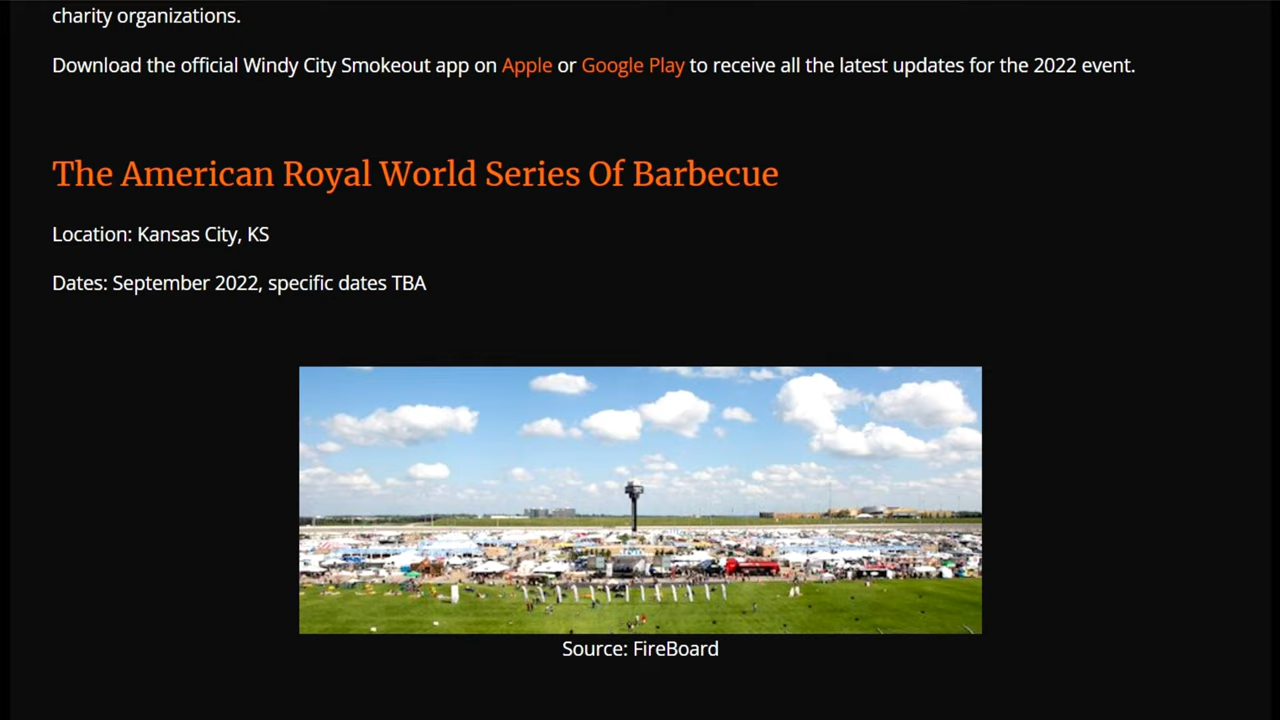 charity organizations.
Download the official Windy City Smokeout app on Apple or Google Play to receive all the latest updates for the 2022 event.
The American Royal World Series Of Barbecue
Location: Kansas City, KS
Dates: September 2022, specific dates TBA
Source: FireBoard